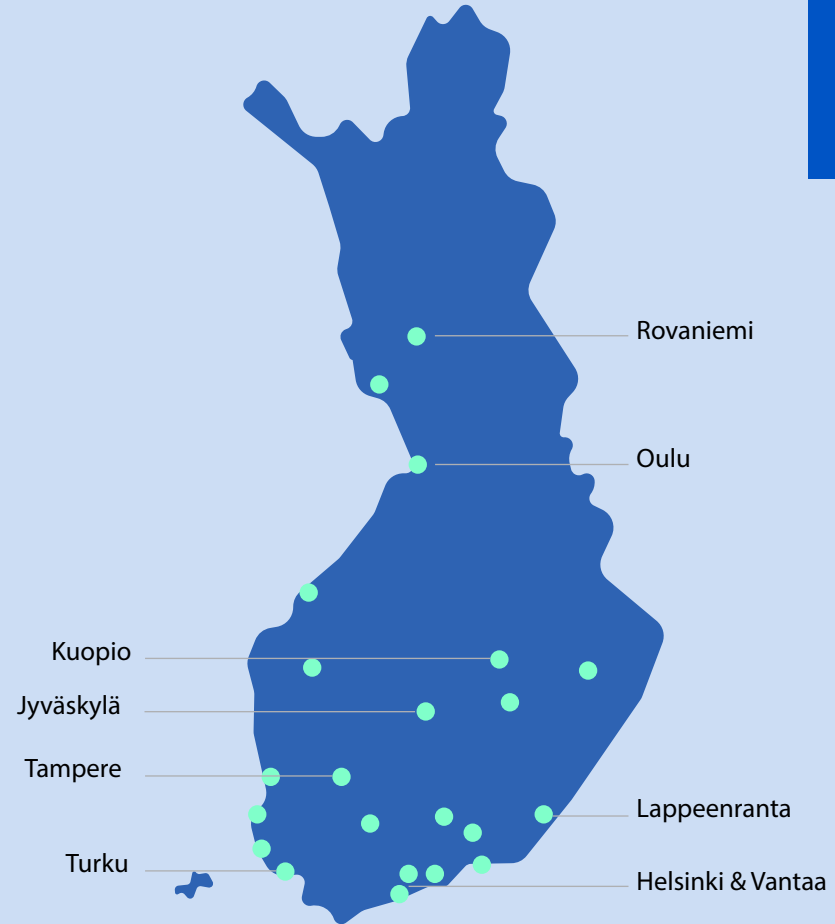 Rovaniemi
Oulu
Kuopio
Jyväskylä
Tampere
Lappeenranta
Turku
Helsinki & Vantaa